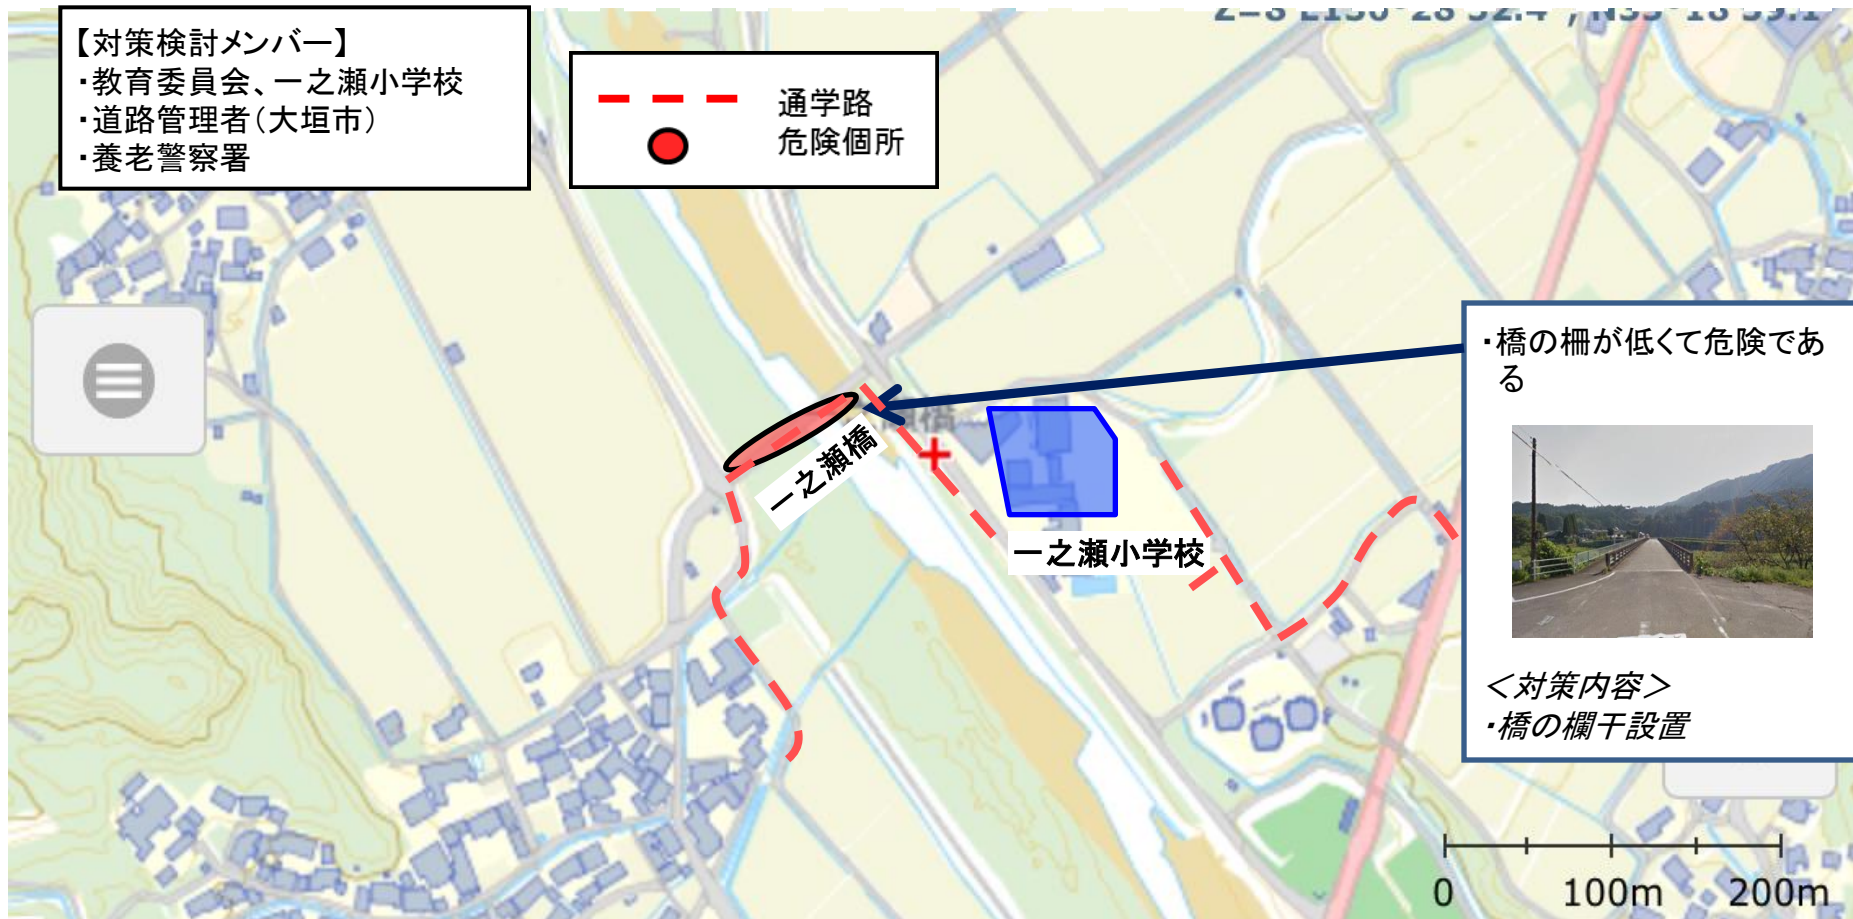 【対策検討メンバー】
・教育委員会、一之瀬小学校
・道路管理者（大垣市）
・養老警察署
通学路
危険個所
・橋の柵が低くて危険であ
る
一之瀬橋
一之瀬小学校
＜対策内容＞
・橋の欄干設置
0 100m 200m